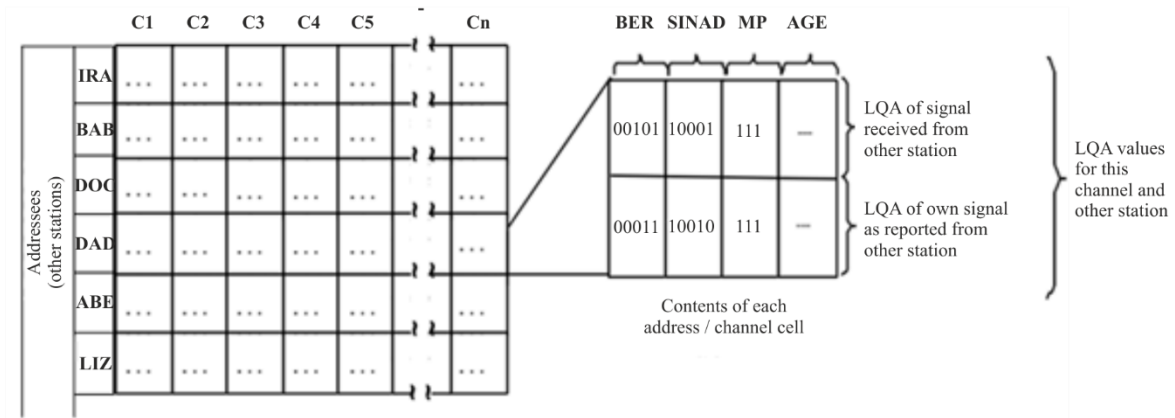 C1 C2 C3 C4 C5 - Cn
BER SINAD MP AGE
Addressees
(other stations)
IRA ... ... ... ... ... ...
BAB ... ... ... ... ... ...
DOC ... ... ... ... ... ...
DAD ... ... ... ... ... ...
ABE ... ... ... ... ... ...
LIZ ... ... ... ... ... ...
00101 10001 111 —
00011 10010 111 —
LQA of signal
received from
other station
LQA of own signal
as reported from
other station
LQA values
for this
channel and
other station
Contents of each
address / channel cell